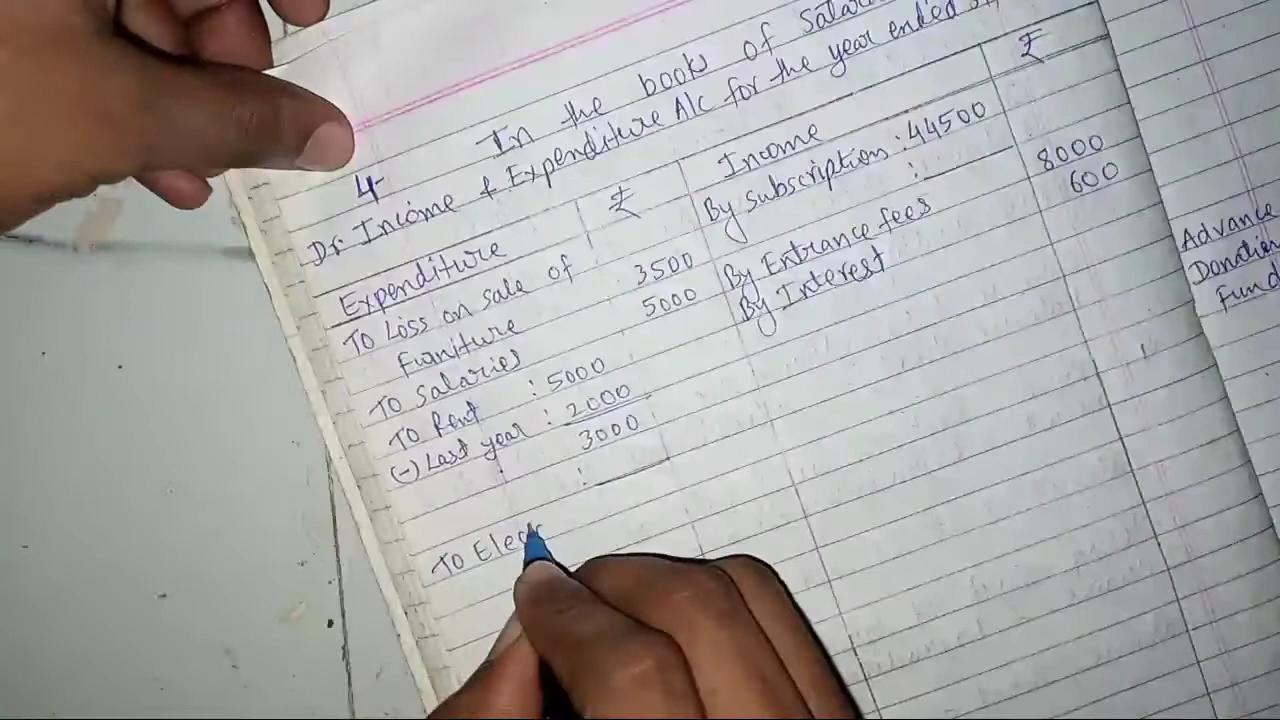 In the books of
4
Dr. Income & Expenditure A/c for the year ended
Expenditure ₹ Income ₹
To Loss on sale of
Furniture 3500
To Salaries 5000
To Rent : 5000
(-) Last year : 2000
3000
:
To Elec
By Subscription : 44500
:
By Entrance fees 8000
By Interest 600
Advance
Fund